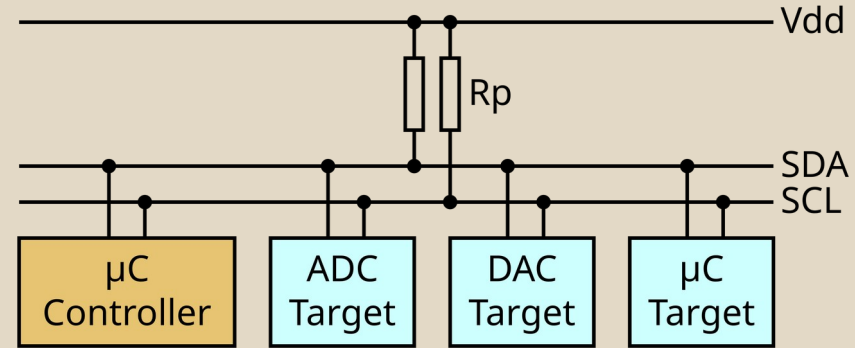 Vdd
Rp
SDA
SCL
µC
Controller
ADC
Target
DAC
Target
µC
Target